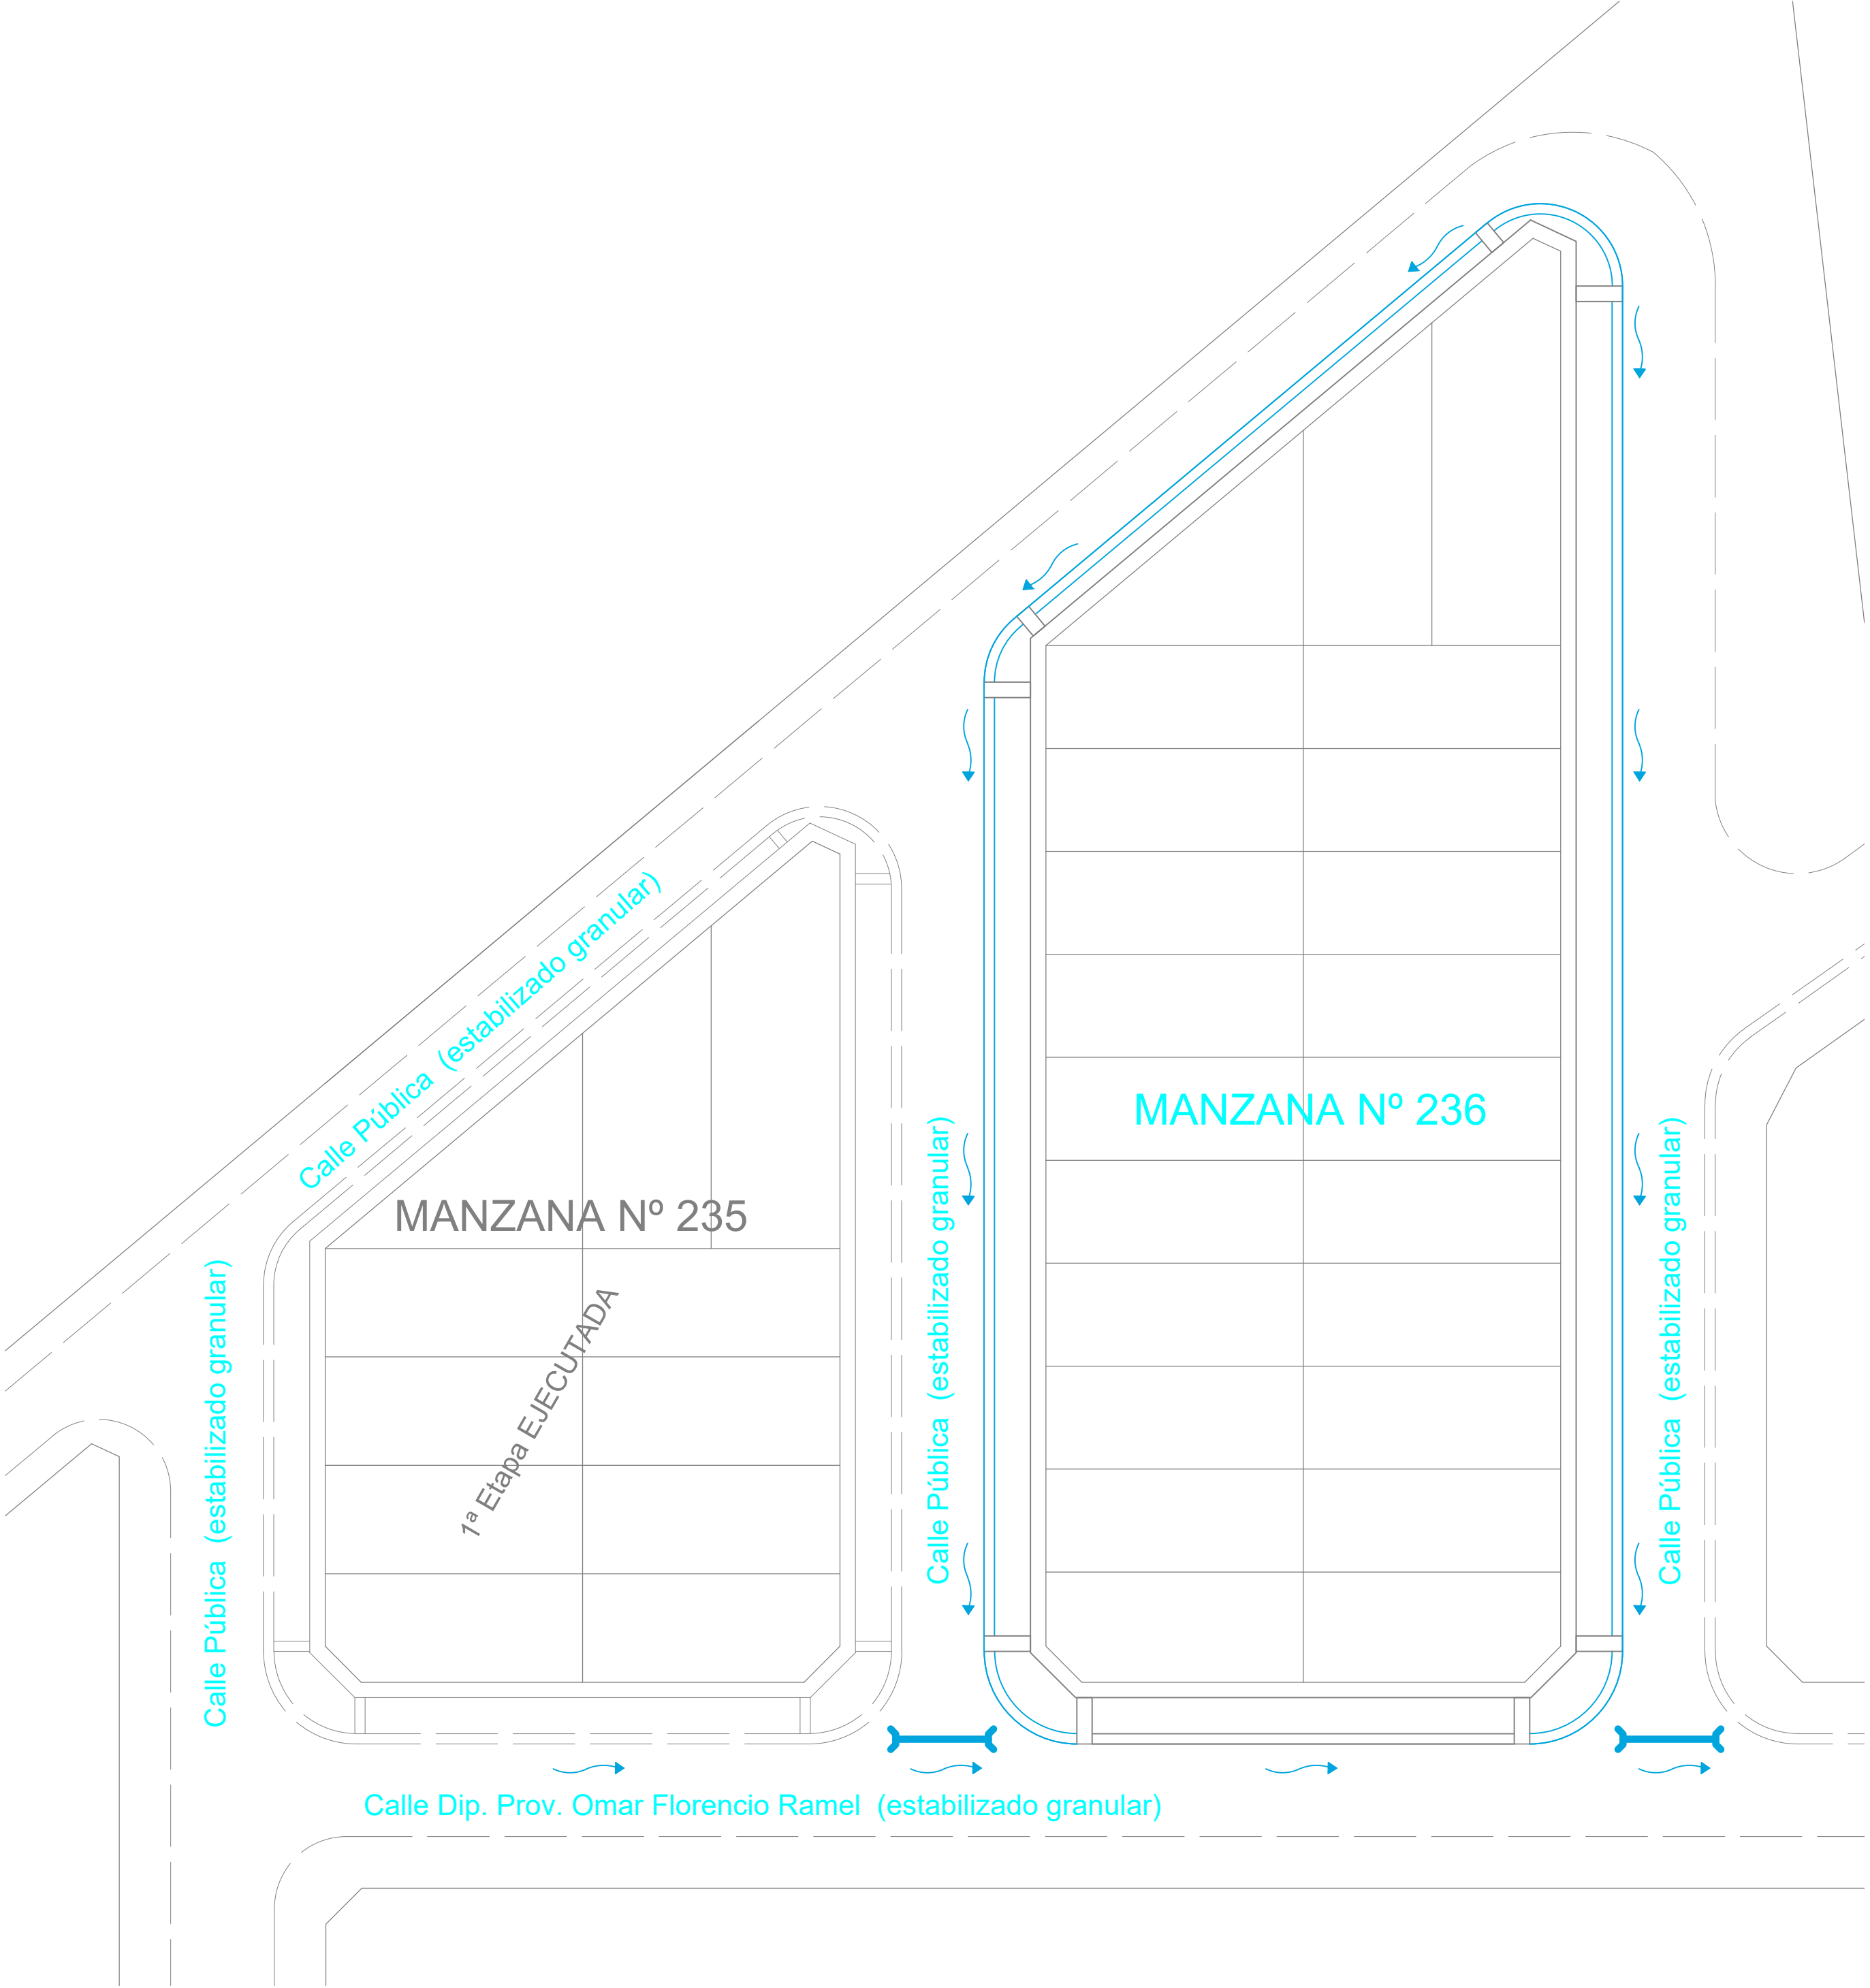 Calle Pública (estabilizado granular)
MANZANA Nº 236
MANZANA Nº 235
1ª Etapa EJECUTADA
Calle Pública (estabilizado granular)
Calle Pública (estabilizado granular)
Calle Pública (estabilizado granular)
Calle Dip. Prov. Omar Florencio Ramel (estabilizado granular)